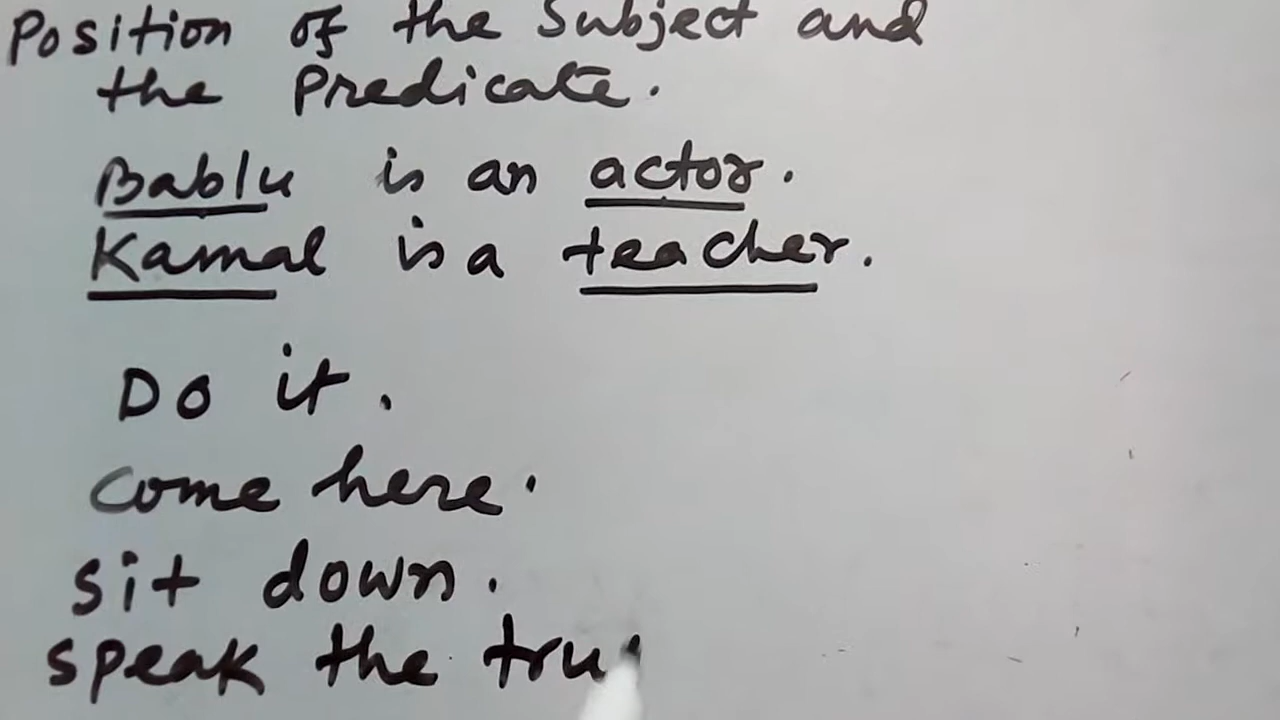 Position of the Subject and
the Predicate.
Bablu is an actor.
Kamal is a teacher.
Do it.
come here.
sit down.
speak the tru